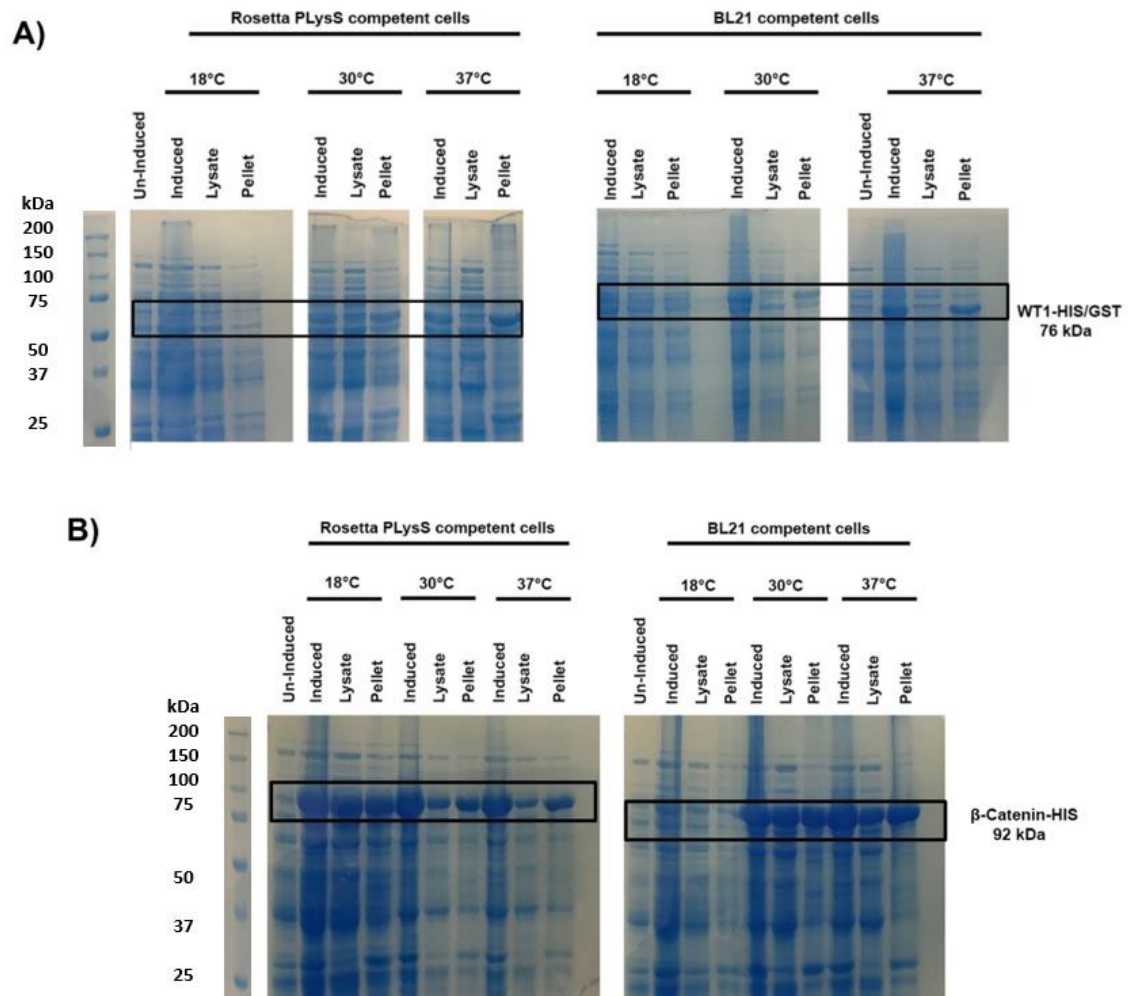 A)
Rosetta PLysS competent cells
BL21 competent cells
18°C
30°C
37°C
18°C
30°C
37°C
Un-Induced
Induced
Lysate
Pellet
Induced
Lysate
Pellet
Induced
Lysate
Pellet
Induced
Lysate
Pellet
Induced
Lysate
Pellet
Un-Induced
Induced
Lysate
Pellet
kDa
200
150
100
75
50
37
25
WT1-HIS/GST
76 kDa
B)
Rosetta PLysS competent cells
BL21 competent cells
18°C
30°C
37°C
18°C
30°C
37°C
Un-Induced
Induced
Lysate
Pellet
Induced
Lysate
Pellet
Induced
Lysate
Pellet
Un-Induced
Induced
Lysate
Pellet
Induced
Lysate
Pellet
Induced
Lysate
Pellet
kDa
200
150
100
75
50
37
25
β-Catenin-HIS
92 kDa